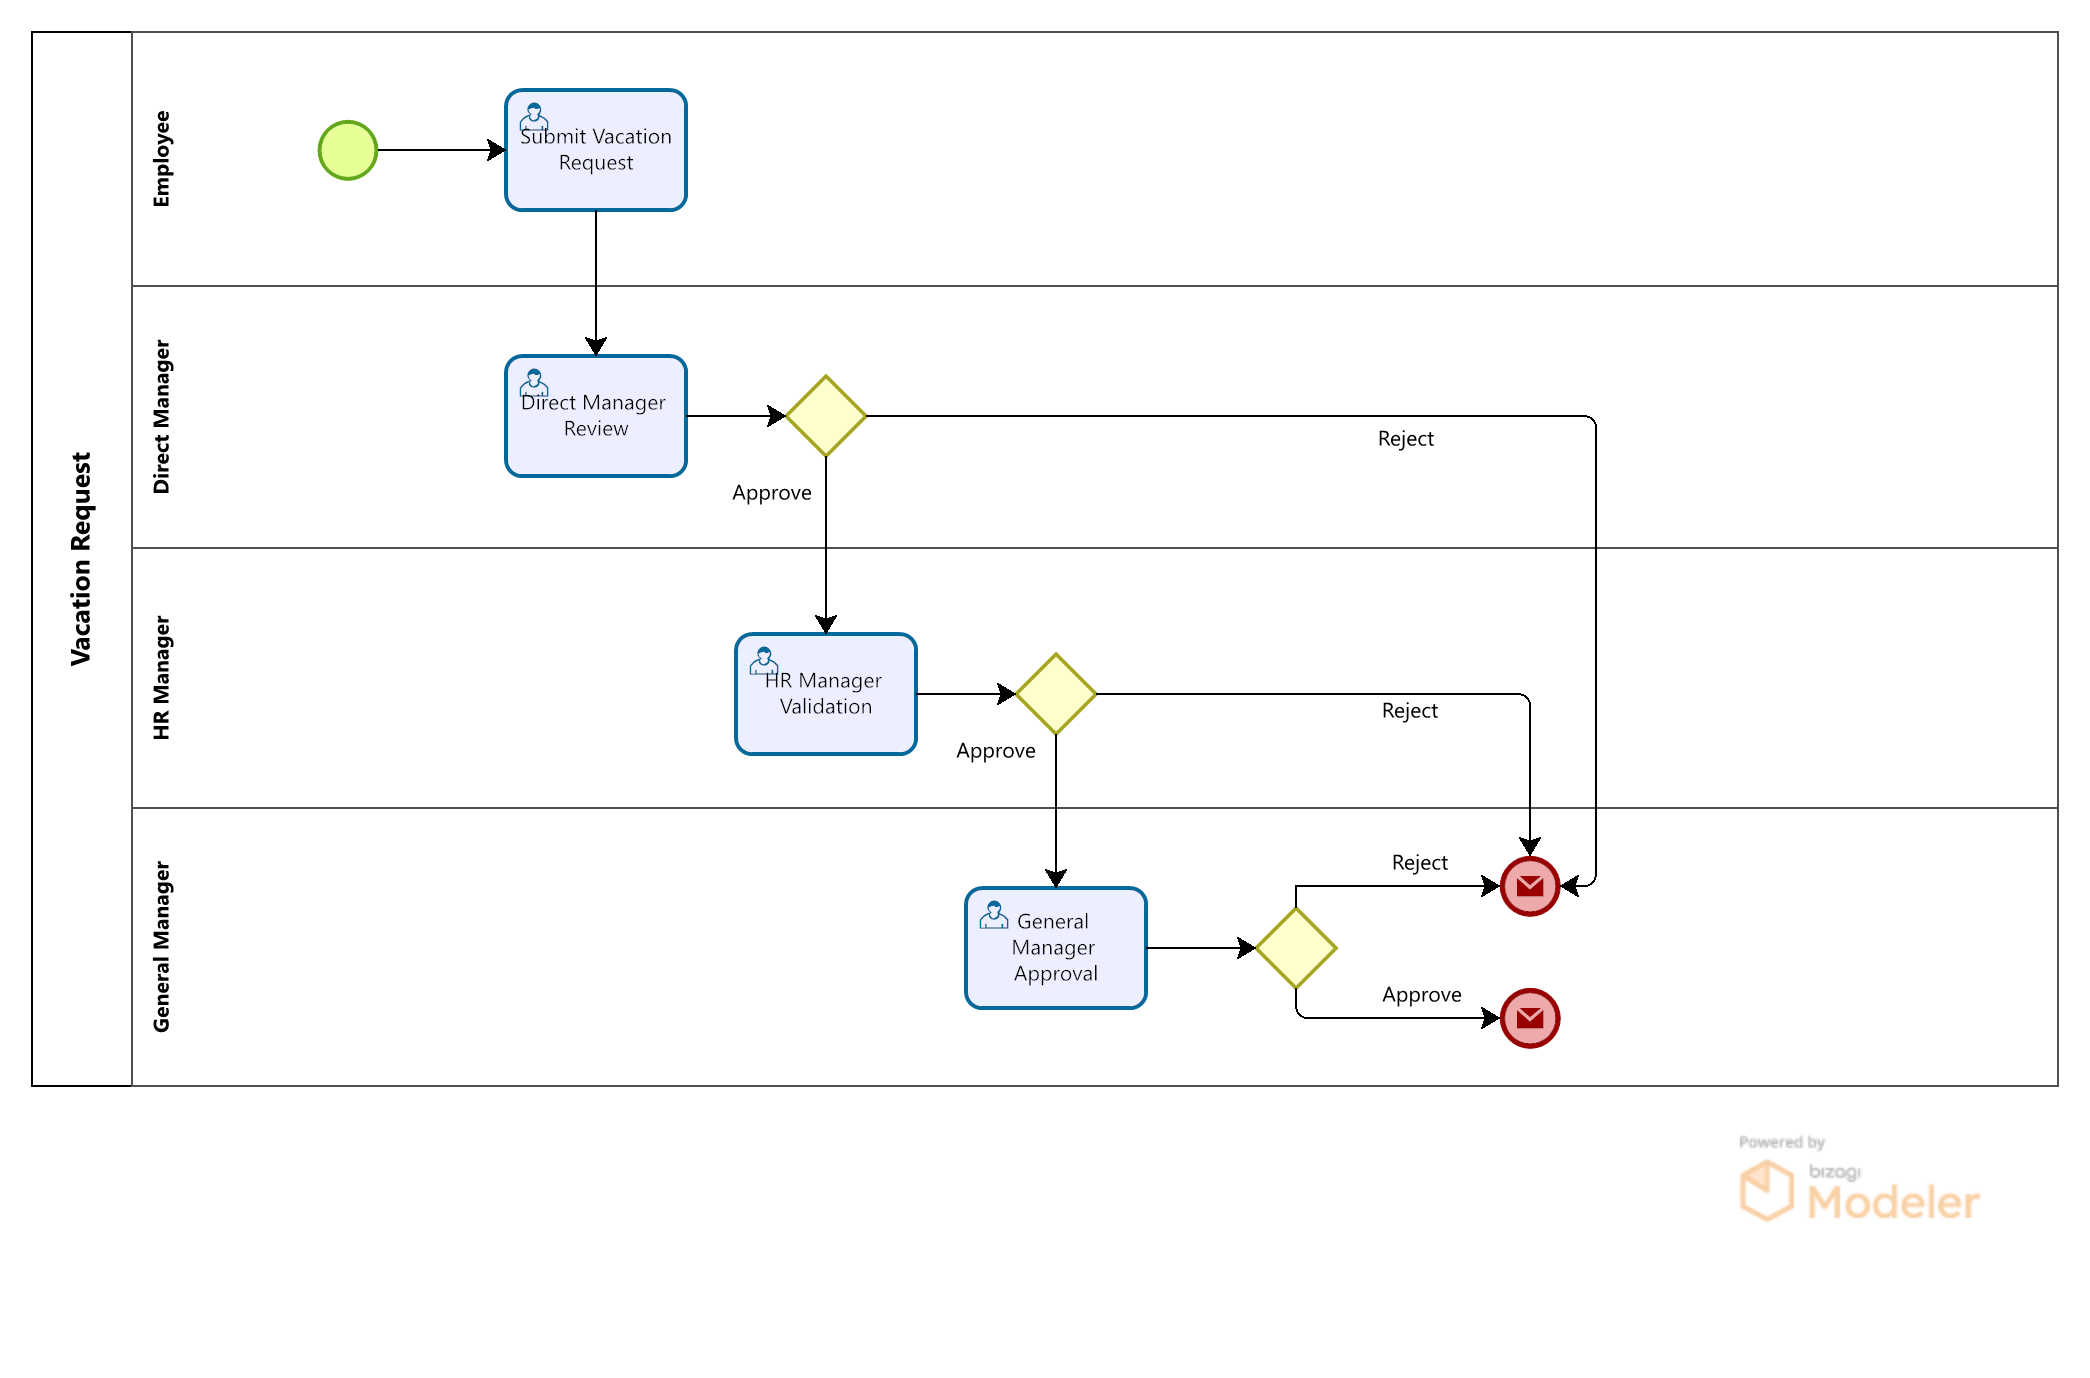 Vacation Request
Employee
Submit Vacation
Request
Direct Manager
Direct Manager
Review
Reject
Approve
HR Manager
HR Manager
Validation
Reject
Approve
General Manager
General
Manager
Approval
Reject
Approve
Powered by
bizagi
Modeler